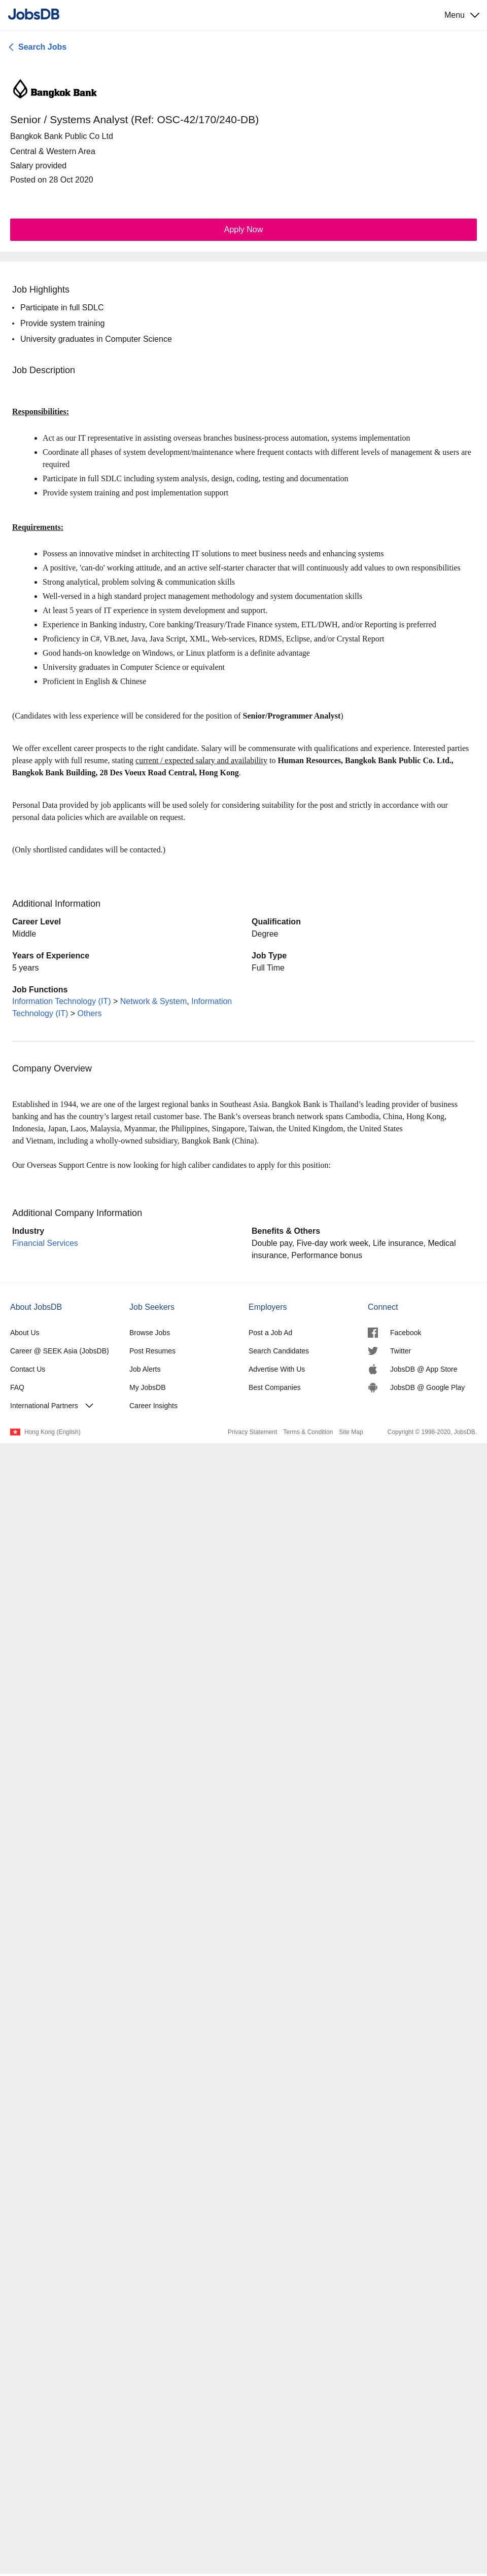 JobsDB
Menu
Search Jobs
Bangkok Bank
Senior / Systems Analyst (Ref: OSC-42/170/240-DB)
Bangkok Bank Public Co Ltd
Central & Western Area
Salary provided
Posted on 28 Oct 2020
Apply Now
Job Highlights
• Participate in full SDLC
• Provide system training
• University graduates in Computer Science
Job Description
Responsibilities:
• Act as our IT representative in assisting overseas branches business-process automation, systems implementation
• Coordinate all phases of system development/maintenance where frequent contacts with different levels of management & users are
required
• Participate in full SDLC including system analysis, design, coding, testing and documentation
• Provide system training and post implementation support
Requirements:
• Possess an innovative mindset in architecting IT solutions to meet business needs and enhancing systems
• A positive, 'can-do' working attitude, and an active self-starter character that will continuously add values to own responsibilities
• Strong analytical, problem solving & communication skills
• Well-versed in a high standard project management methodology and system documentation skills
• At least 5 years of IT experience in system development and support.
• Experience in Banking industry, Core banking/Treasury/Trade Finance system, ETL/DWH, and/or Reporting is preferred
• Proficiency in C#, VB.net, Java, Java Script, XML, Web-services, RDMS, Eclipse, and/or Crystal Report
• Good hands-on knowledge on Windows, or Linux platform is a definite advantage
• University graduates in Computer Science or equivalent
• Proficient in English & Chinese
(Candidates with less experience will be considered for the position of Senior/Programmer Analyst)
We offer excellent career prospects to the right candidate. Salary will be commensurate with qualifications and experience. Interested parties
please apply with full resume, stating current / expected salary and availability to Human Resources, Bangkok Bank Public Co. Ltd.,
Bangkok Bank Building, 28 Des Voeux Road Central, Hong Kong.
Personal Data provided by job applicants will be used solely for considering suitability for the post and strictly in accordance with our
personal data policies which are available on request.
(Only shortlisted candidates will be contacted.)
Additional Information
Career Level
Middle
Qualification
Degree
Years of Experience
5 years
Job Type
Full Time
Job Functions
Information Technology (IT) > Network & System, Information
Technology (IT) > Others
Company Overview
Established in 1944, we are one of the largest regional banks in Southeast Asia. Bangkok Bank is Thailand’s leading provider of business
banking and has the country’s largest retail customer base. The Bank’s overseas branch network spans Cambodia, China, Hong Kong,
Indonesia, Japan, Laos, Malaysia, Myanmar, the Philippines, Singapore, Taiwan, the United Kingdom, the United States
and Vietnam, including a wholly-owned subsidiary, Bangkok Bank (China).
Our Overseas Support Centre is now looking for high caliber candidates to apply for this position:
Additional Company Information
Industry
Financial Services
Benefits & Others
Double pay, Five-day work week, Life insurance, Medical
insurance, Performance bonus
About JobsDB
About Us
Career @ SEEK Asia (JobsDB)
Contact Us
FAQ
International Partners
Job Seekers
Browse Jobs
Post Resumes
Job Alerts
My JobsDB
Career Insights
Employers
Post a Job Ad
Search Candidates
Advertise With Us
Best Companies
Connect
Facebook
Twitter
JobsDB @ App Store
JobsDB @ Google Play
Hong Kong (English)
Privacy Statement Terms & Condition Site Map Copyright © 1998-2020, JobsDB.